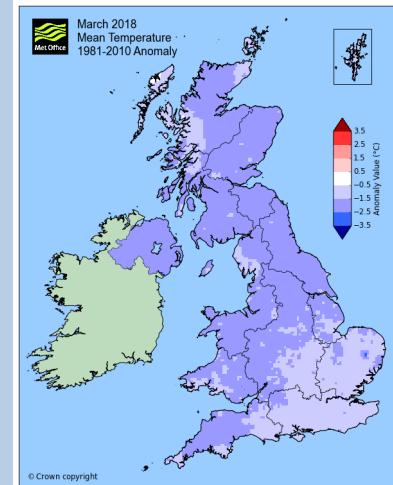 Met Office
March 2018
Mean Temperature
1981-2010 Anomaly
3.5
2.5
1.5
0.5
−0.5
−1.5
−2.5
−3.5
Anomaly Value (°C)
© Crown copyright